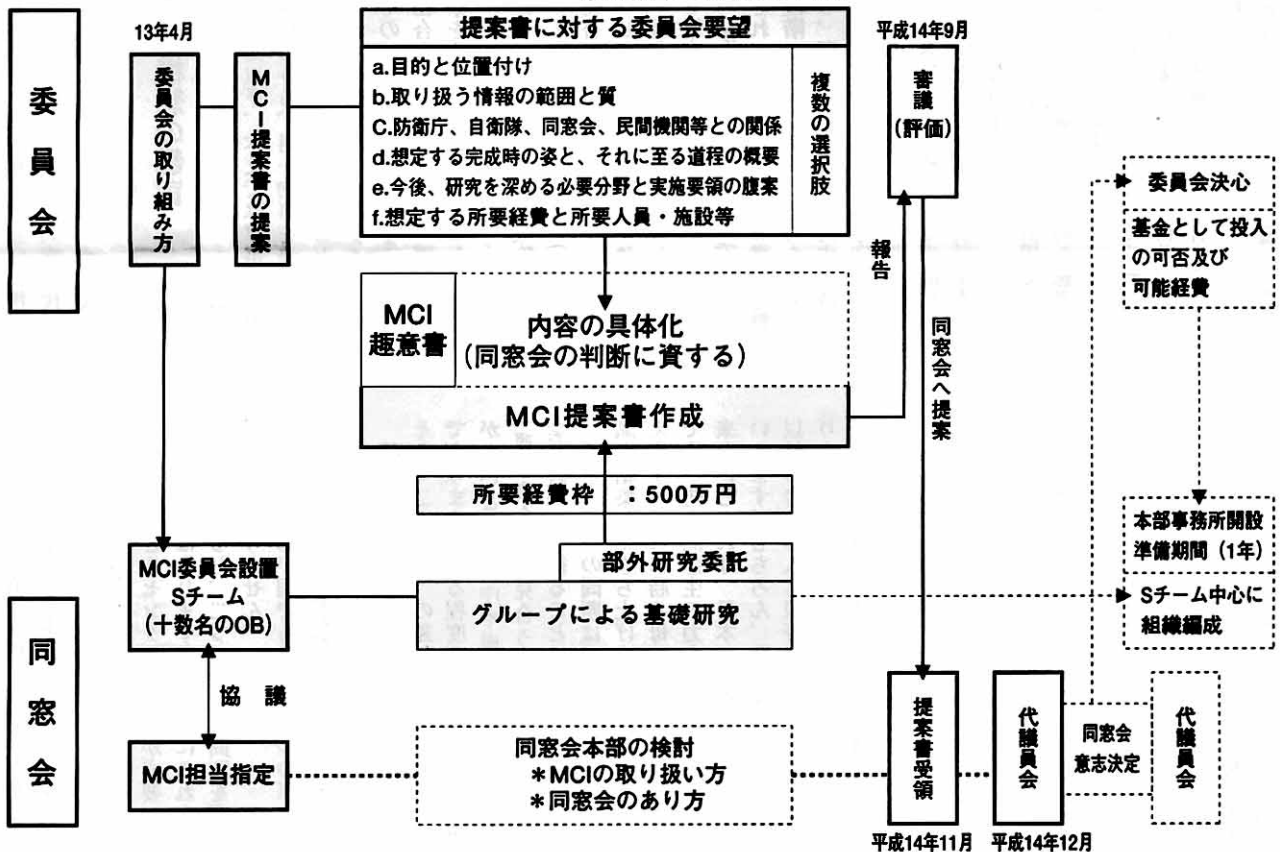 委員会
13年4月
委員会の取り組み方
MCI提案書の提案
提案書に対する委員会要望
a.目的と位置付け
b.取り扱う情報の範囲と質
C.防衛庁、自衛隊、同窓会、民間機関等との関係
d.想定する完成時の姿と、それに至る道程の概要
e.今後、研究を深める必要分野と実施要領の腹案
f.想定する所要経費と所要人員・施設等
複数の選択肢
平成14年9月
審議
(評価)
報告
同窓会へ提案
委員会決心
基金として投入
の可否及び
可能経費
MCI
趣意書
内容の具体化
(同窓会の判断に資する)
MCI提案書作成
所要経費枠 :500万円
部外研究委託
グループによる基礎研究
MCI委員会設置
Sチーム
(十数名のOB)
本部事務所開設
準備期間(1年)
Sチーム中心に
組織編成
同窓会
協 議
MCI担当指定
同窓会本部の検討
*MCIの取り扱い方
*同窓会のあり方
提案書受領
平成14年11月
代議員会
平成14年12月
同窓会
意志決定
代議員会